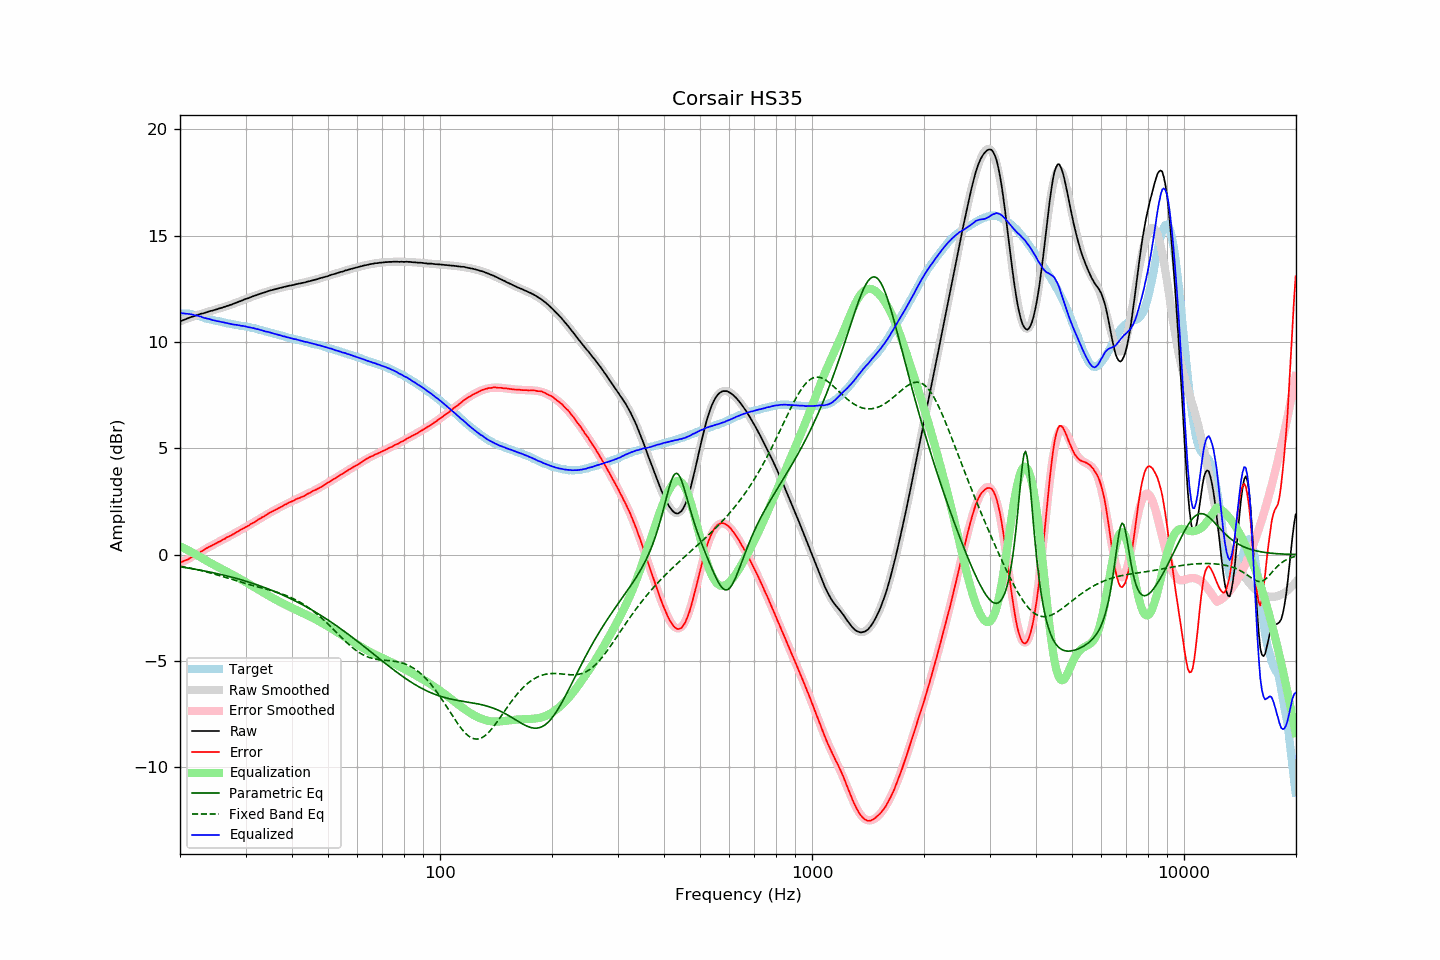 Corsair HS35
20
15
10
5
0
−5
−10
Amplitude (dBr)
Target
Raw Smoothed
Error Smoothed
Raw
Error
Equalization
Parametric Eq
Fixed Band Eq
Equalized
100
1000
10000
Frequency (Hz)